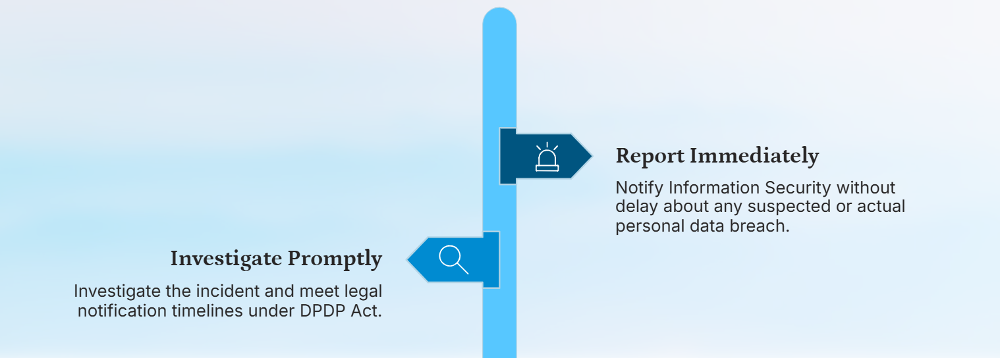 Report Immediately
Notify Information Security without
delay about any suspected or actual
personal data breach.
Investigate Promptly
Investigate the incident and meet legal
notification timelines under DPDP Act.